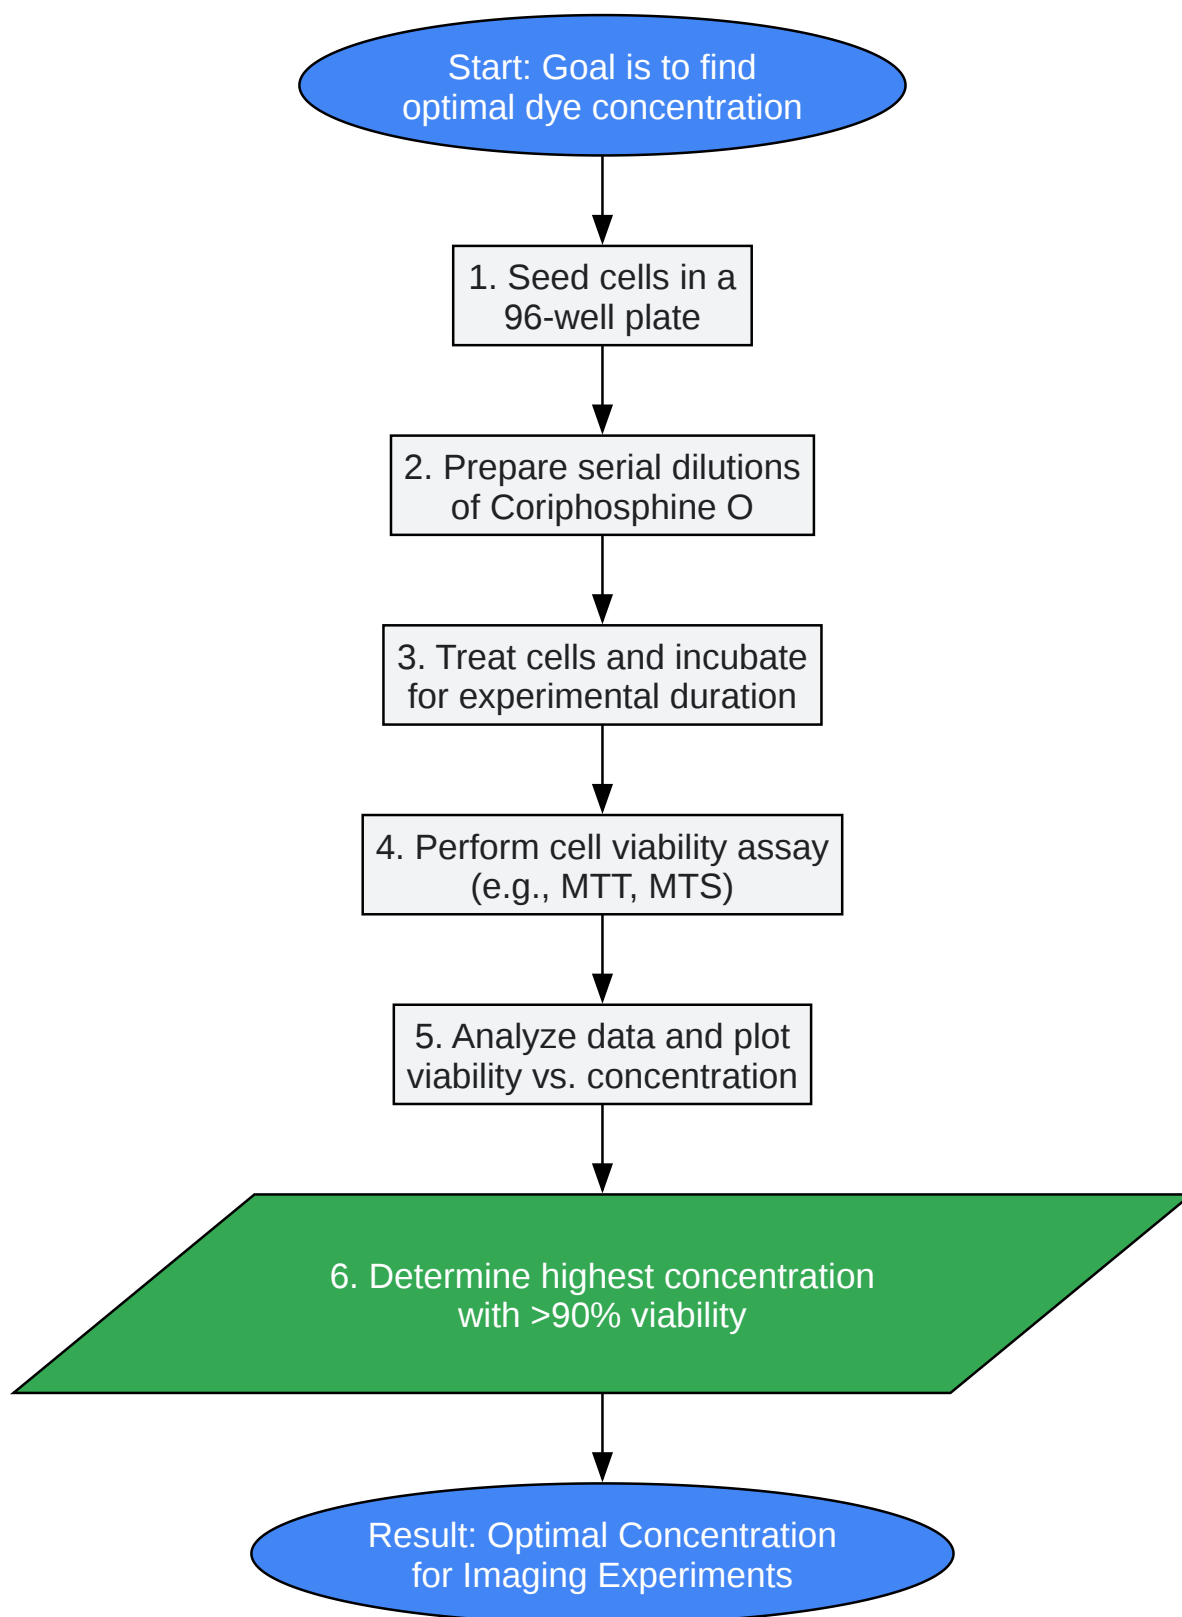 Start: Goal is to find
optimal dye concentration
1. Seed cells in a
96-well plate
2. Prepare serial dilutions
of Coriphosphine O
3. Treat cells and incubate
for experimental duration
4. Perform cell viability assay
(e.g., MTT, MTS)
5. Analyze data and plot
viability vs. concentration
6. Determine highest concentration
with >90% viability
Result: Optimal Concentration
for Imaging Experiments